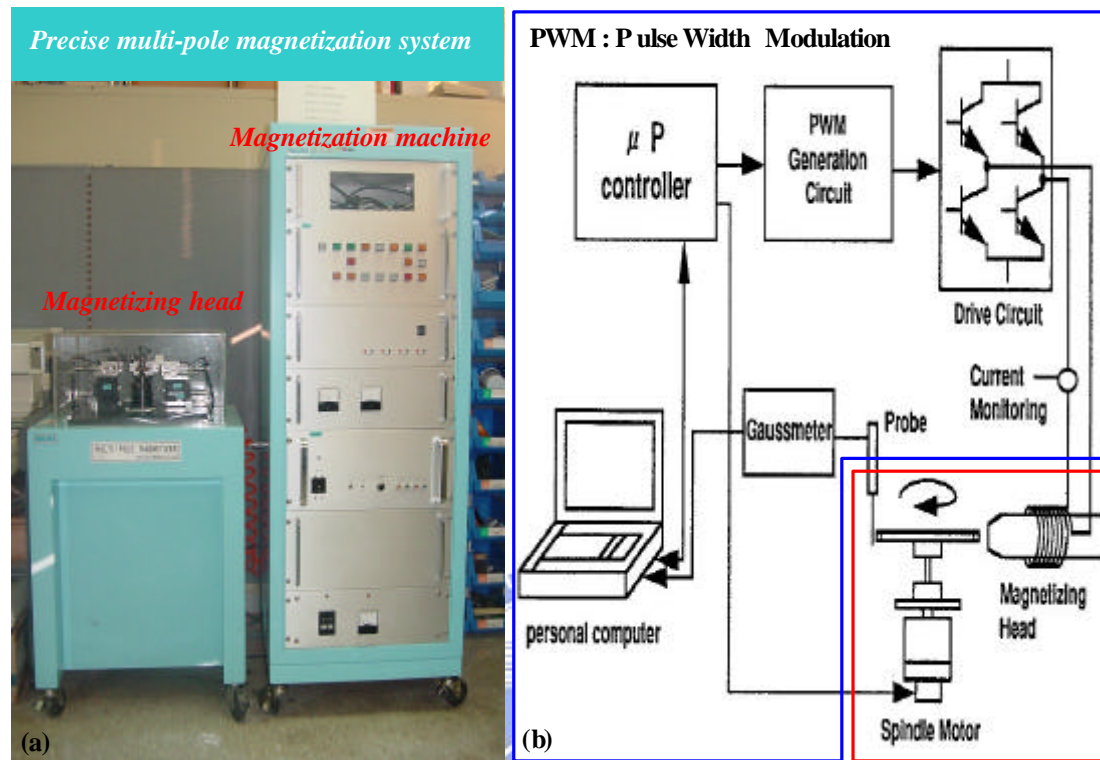 Precise multi-pole magnetization system
Magnetization machine
Magnetizing head
(a)
PWM : P ulse Width Modulation
μ P
controller
PWM
Generation
Circuit
Drive Circuit
Current
Monitoring
Probe
Gaussmeter
personal computer
Magnetizing
Head
Spindle Motor
(b)